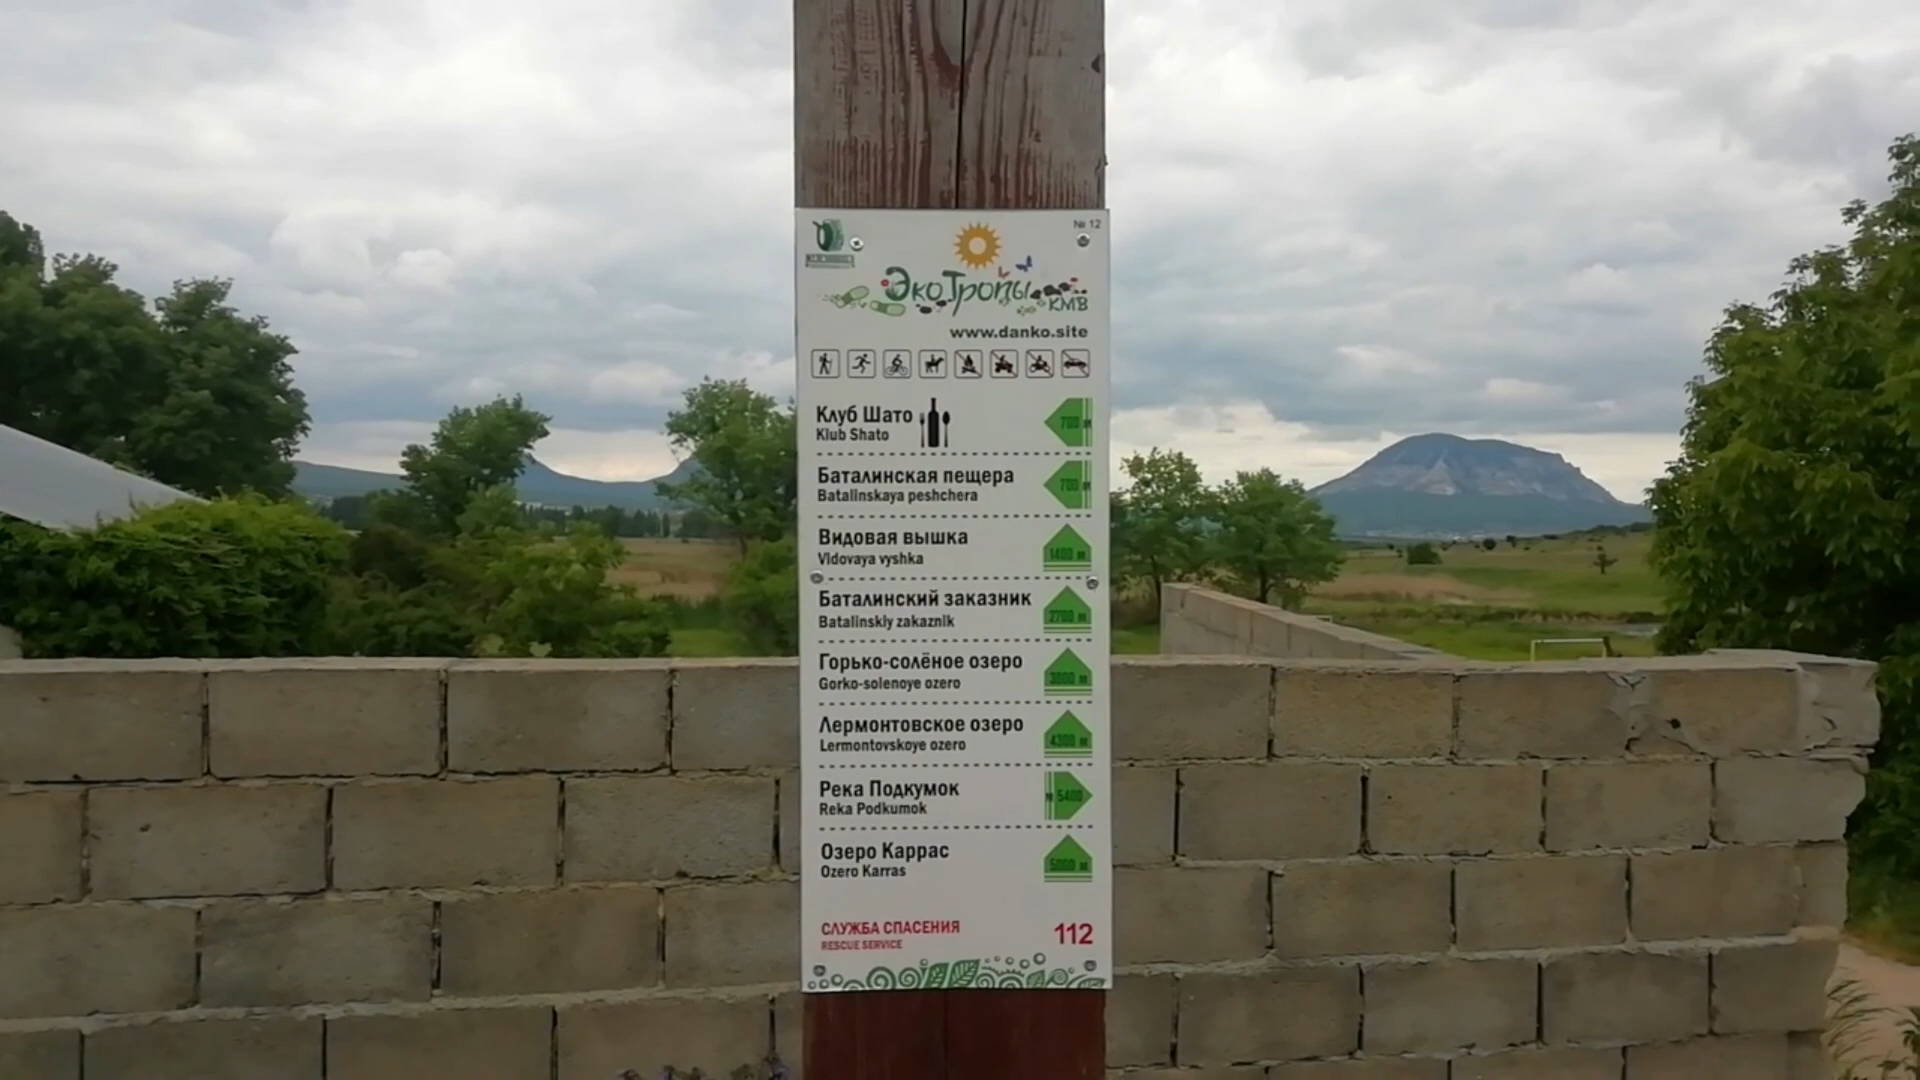 № 12
ЭкоТропы
КМВ
www.danko.site
Клуб Шато
Klub Shato
700 м
Баталинская пещера
Batalinskaya peshchera
700 м
Видовая вышка
Vidovaya vyshka
1400 м
Баталинский заказник
Batalinskiy zakaznik
2700 м
Горько-солёное озеро
Gorko-solenoye ozero
3800 м
Лермонтовское озеро
Lermontovskoye ozero
4300 м
Река Подкумок
Reka Podkumok
м 5400
Озеро Каррас
Ozero Karras
5000 м
СЛУЖБА СПАСЕНИЯ
RESCUE SERVICE
112